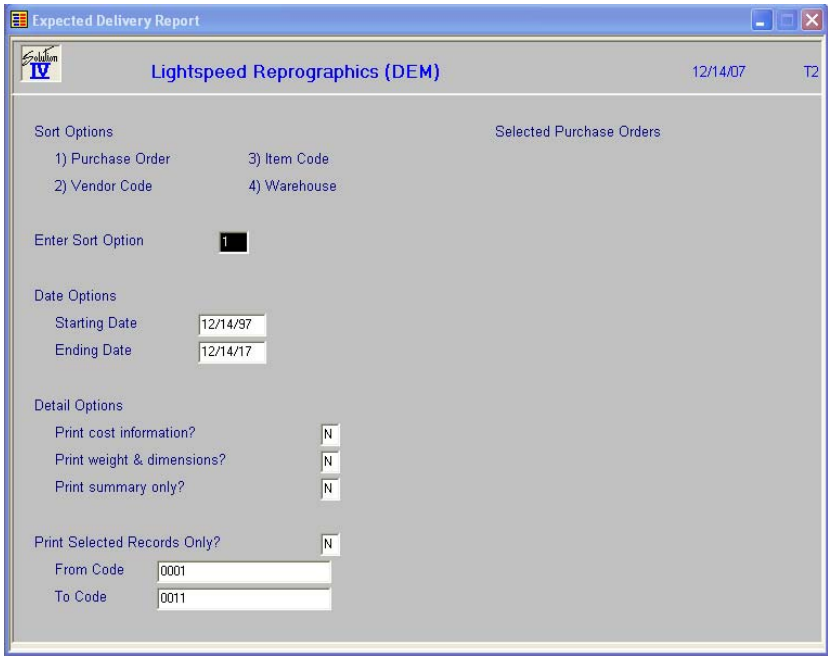 Expected Delivery Report
Solution
IV
Lightspeed Reprographics (DEM) 12/14/07 T2
Sort Options Selected Purchase Orders
1) Purchase Order 3) Item Code
2) Vendor Code 4) Warehouse
Enter Sort Option 1
Date Options
Starting Date 12/14/97
Ending Date 12/14/17
Detail Options
Print cost information? N
Print weight & dimensions? N
Print summary only? N
Print Selected Records Only? N
From Code 0001
To Code 0011